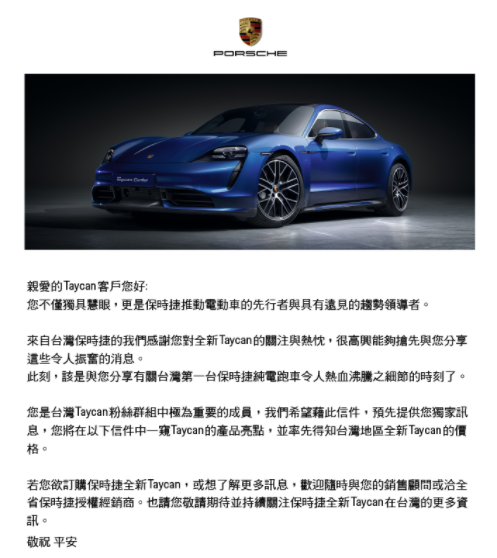 PORSCHE
Taycan Turbo
親愛的Taycan客戶您好:
您不僅獨具慧眼，更是保時捷推動電動車的先行者與具有遠見的趨勢領導者。
來自台灣保時捷的我們感謝您對全新Taycan的關注與熱忱，很高興能夠搶先與您分享
這些令人振奮的消息。
此刻，該是與您分享有關台灣第一台保時捷純電跑車令人熱血沸騰之細節的時刻了。
您是台灣Taycan粉絲群組中極為重要的成員，我們希望藉此信件，預先提供您獨家訊
息，您將在以下信件中一窺Taycan的產品亮點，並率先得知台灣地區全新Taycan的價
格。
若您欲訂購保時捷全新Taycan，或想了解更多訊息，歡迎隨時與您的銷售顧問或洽全
省保時捷授權經銷商。也請您敬請期待並持續關注保時捷全新Taycan在台灣的更多資
訊。
敬祝 平安